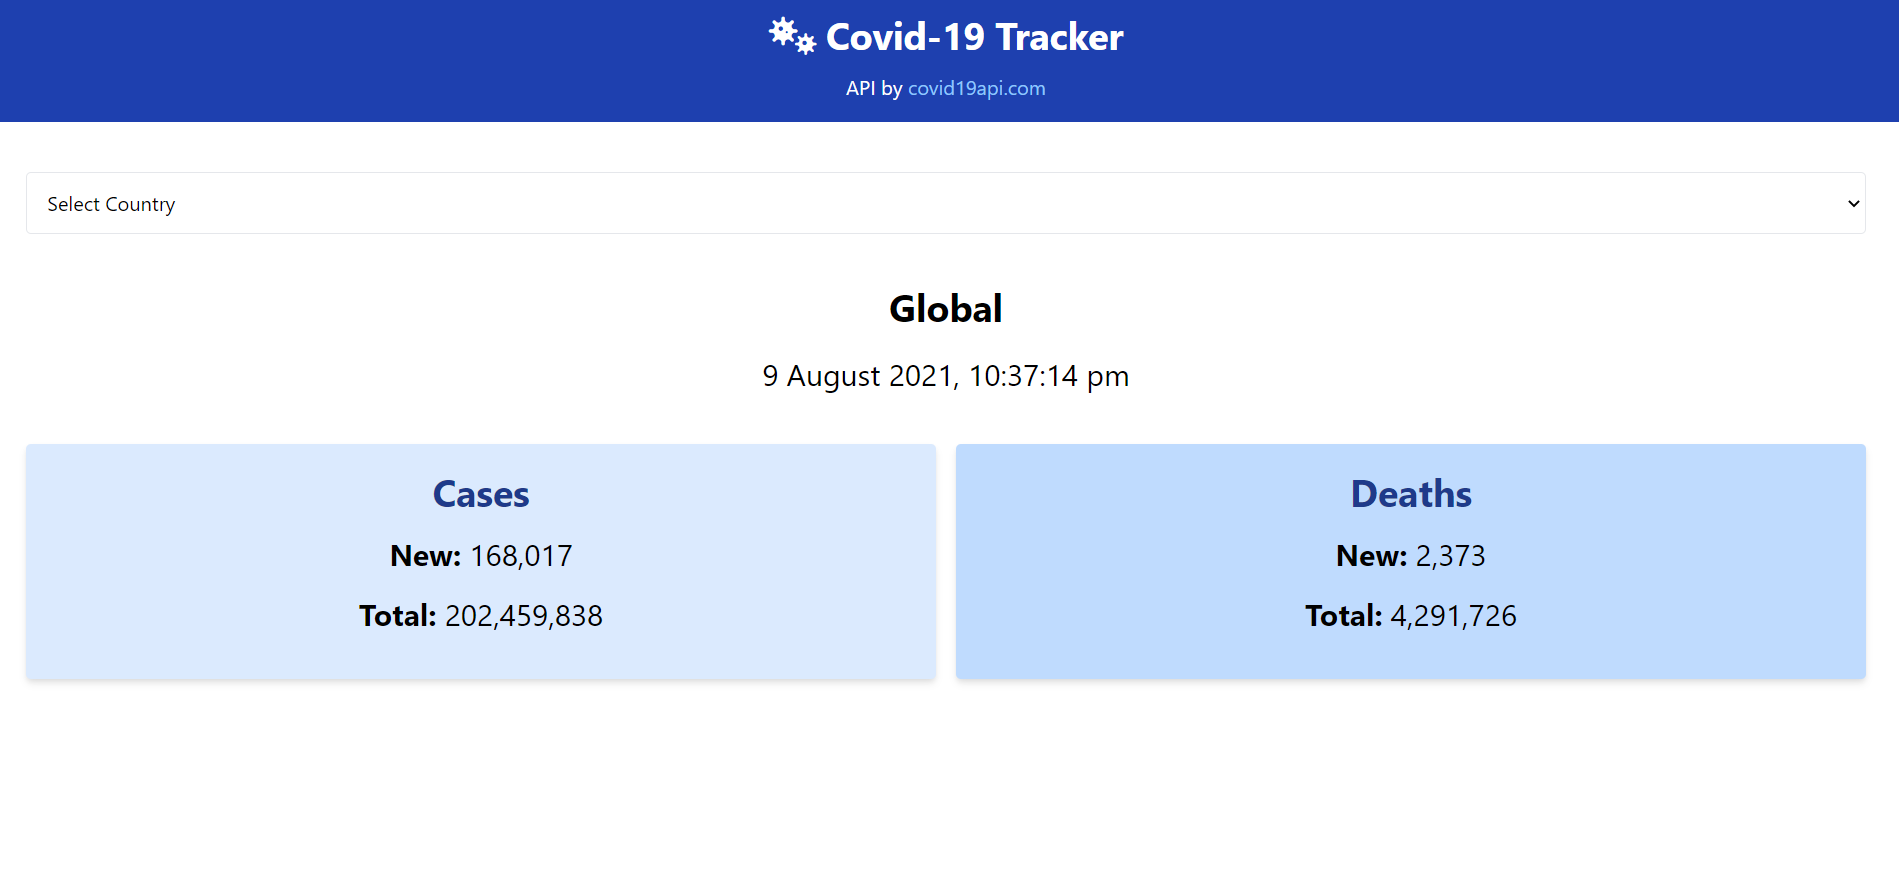 Covid-19 Tracker
API by covid19api.com
Select Country
Global
9 August 2021, 10:37:14 pm
Cases
New: 168,017
Total: 202,459,838
Deaths
New: 2,373
Total: 4,291,726